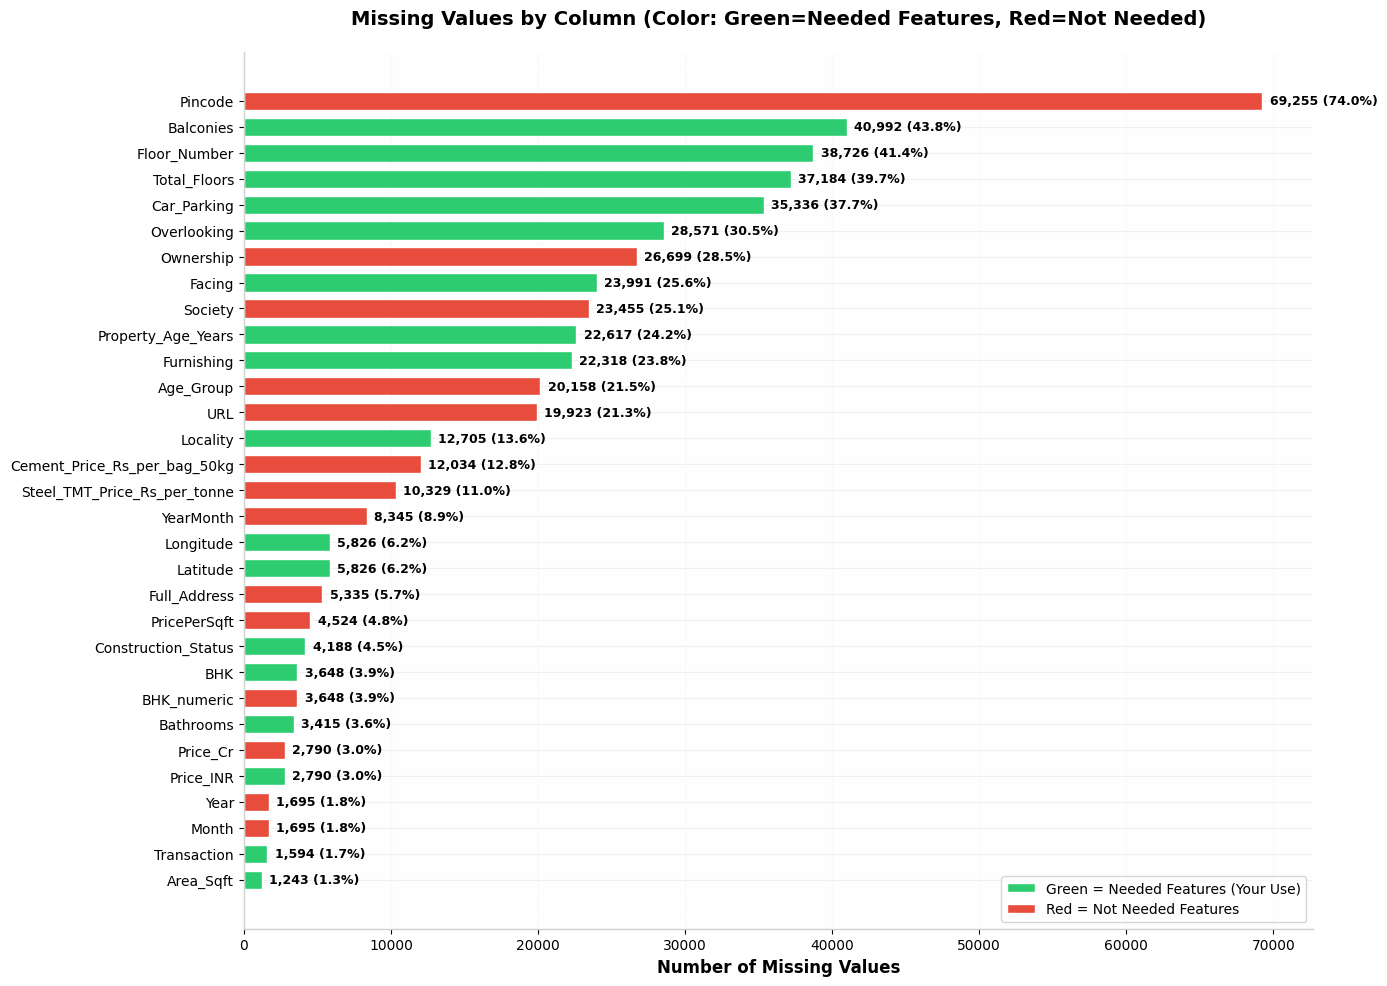 Missing Values by Column (Color: Green=Needed Features, Red=Not Needed)
Pincode 69,255 (74.0%)
Balconies 40,992 (43.8%)
Floor_Number 38,726 (41.4%)
Total_Floors 37,184 (39.7%)
Car_Parking 35,336 (37.7%)
Overlooking 28,571 (30.5%)
Ownership 26,699 (28.5%)
Facing 23,991 (25.6%)
Society 23,455 (25.1%)
Property_Age_Years 22,617 (24.2%)
Furnishing 22,318 (23.8%)
Age_Group 20,158 (21.5%)
URL 19,923 (21.3%)
Locality 12,705 (13.6%)
Cement_Price_Rs_per_bag_50kg 12,034 (12.8%)
Steel_TMT_Price_Rs_per_tonne 10,329 (11.0%)
YearMonth 8,345 (8.9%)
Longitude 5,826 (6.2%)
Latitude 5,826 (6.2%)
Full_Address 5,335 (5.7%)
PricePerSqft 4,524 (4.8%)
Construction_Status 4,188 (4.5%)
BHK 3,648 (3.9%)
BHK_numeric 3,648 (3.9%)
Bathrooms 3,415 (3.6%)
Price_Cr 2,790 (3.0%)
Price_INR 2,790 (3.0%)
Year 1,695 (1.8%)
Month 1,695 (1.8%)
Transaction 1,594 (1.7%)
Area_Sqft 1,243 (1.3%)
Green = Needed Features (Your Use)
Red = Not Needed Features
0 10000 20000 30000 40000 50000 60000 70000
Number of Missing Values